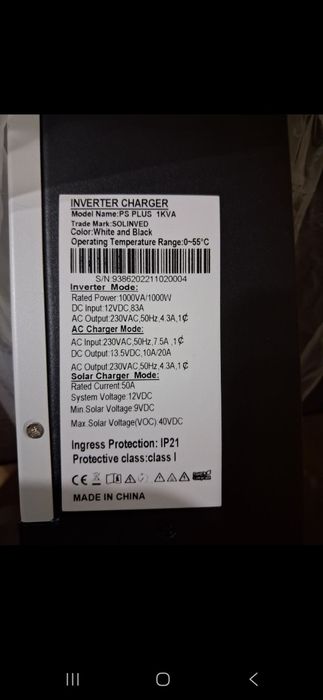 INVERTER CHARGER
Model Name:PS PLUS 1KVA
Trade Mark:SOLINVED
Color:White and Black
Operating Temperature Range:0~55°C
S/N:9386202211020004
Inverter Mode:
Rated Power:1000VA/1000W
DC Input:12VDC,83A
AC Output:230VAC,50Hz,4.3A,1¢
AC Charger Mode:
AC Input:230VAC,50Hz,7.5A ,1¢
DC Output:13.5VDC,10A/20A
AC Output:230VAC,50Hz,4.3A,1¢
Solar Charger Mode:
Rated Current:50A
System Voltage:12VDC
Min.Solar Voltage:9VDC
Max.Solar Voltage(VOC):40VDC
Ingress Protection: IP21
Protective class:class I
CE
MADE IN CHINA